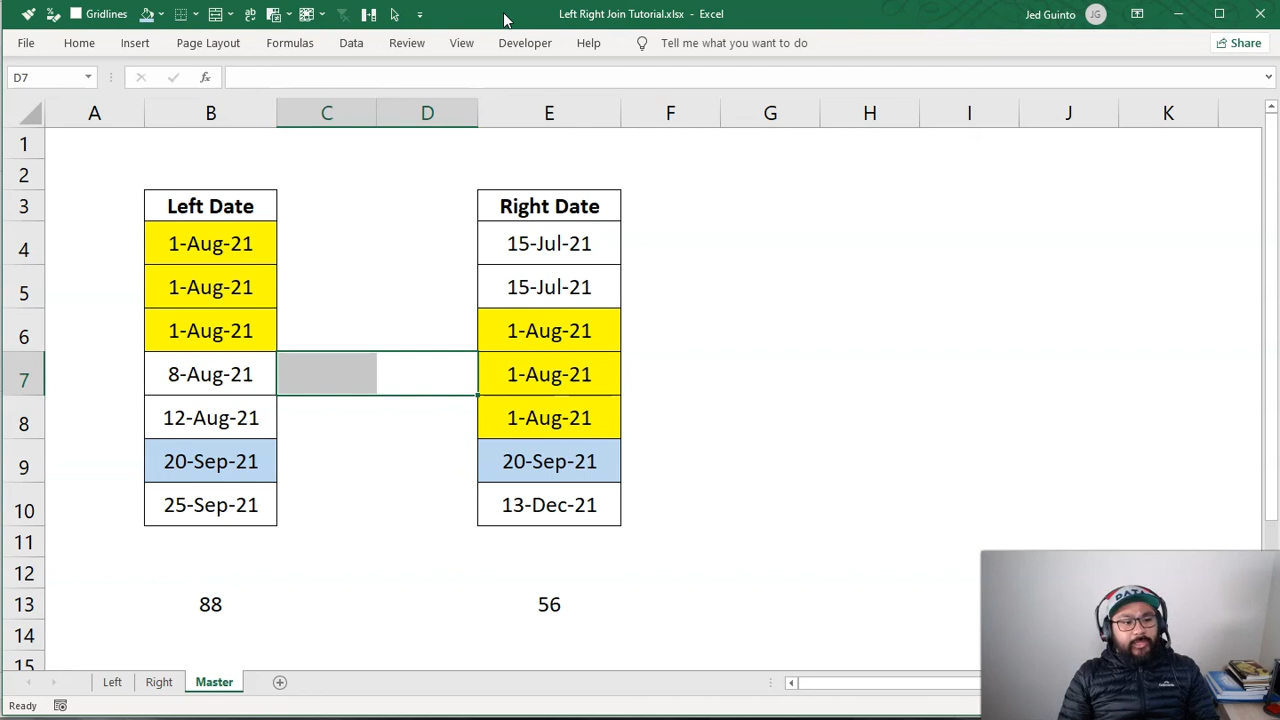 Gridlines
Left Right Join Tutorial.xlsx - Excel
Jed Guinto
JG
File Home Insert Page Layout Formulas Data Review View Developer Help Tell me what you want to do
Share
D7
fx
A B C D E F G H I J K
1
2
3 Left Date Right Date
4 1-Aug-21 15-Jul-21
5 1-Aug-21 15-Jul-21
6 1-Aug-21 1-Aug-21
7 8-Aug-21 1-Aug-21
8 12-Aug-21 1-Aug-21
9 20-Sep-21 20-Sep-21
10 25-Sep-21 13-Dec-21
11
12
13 88 56
14
15
DATA
Left Right Master
Ready